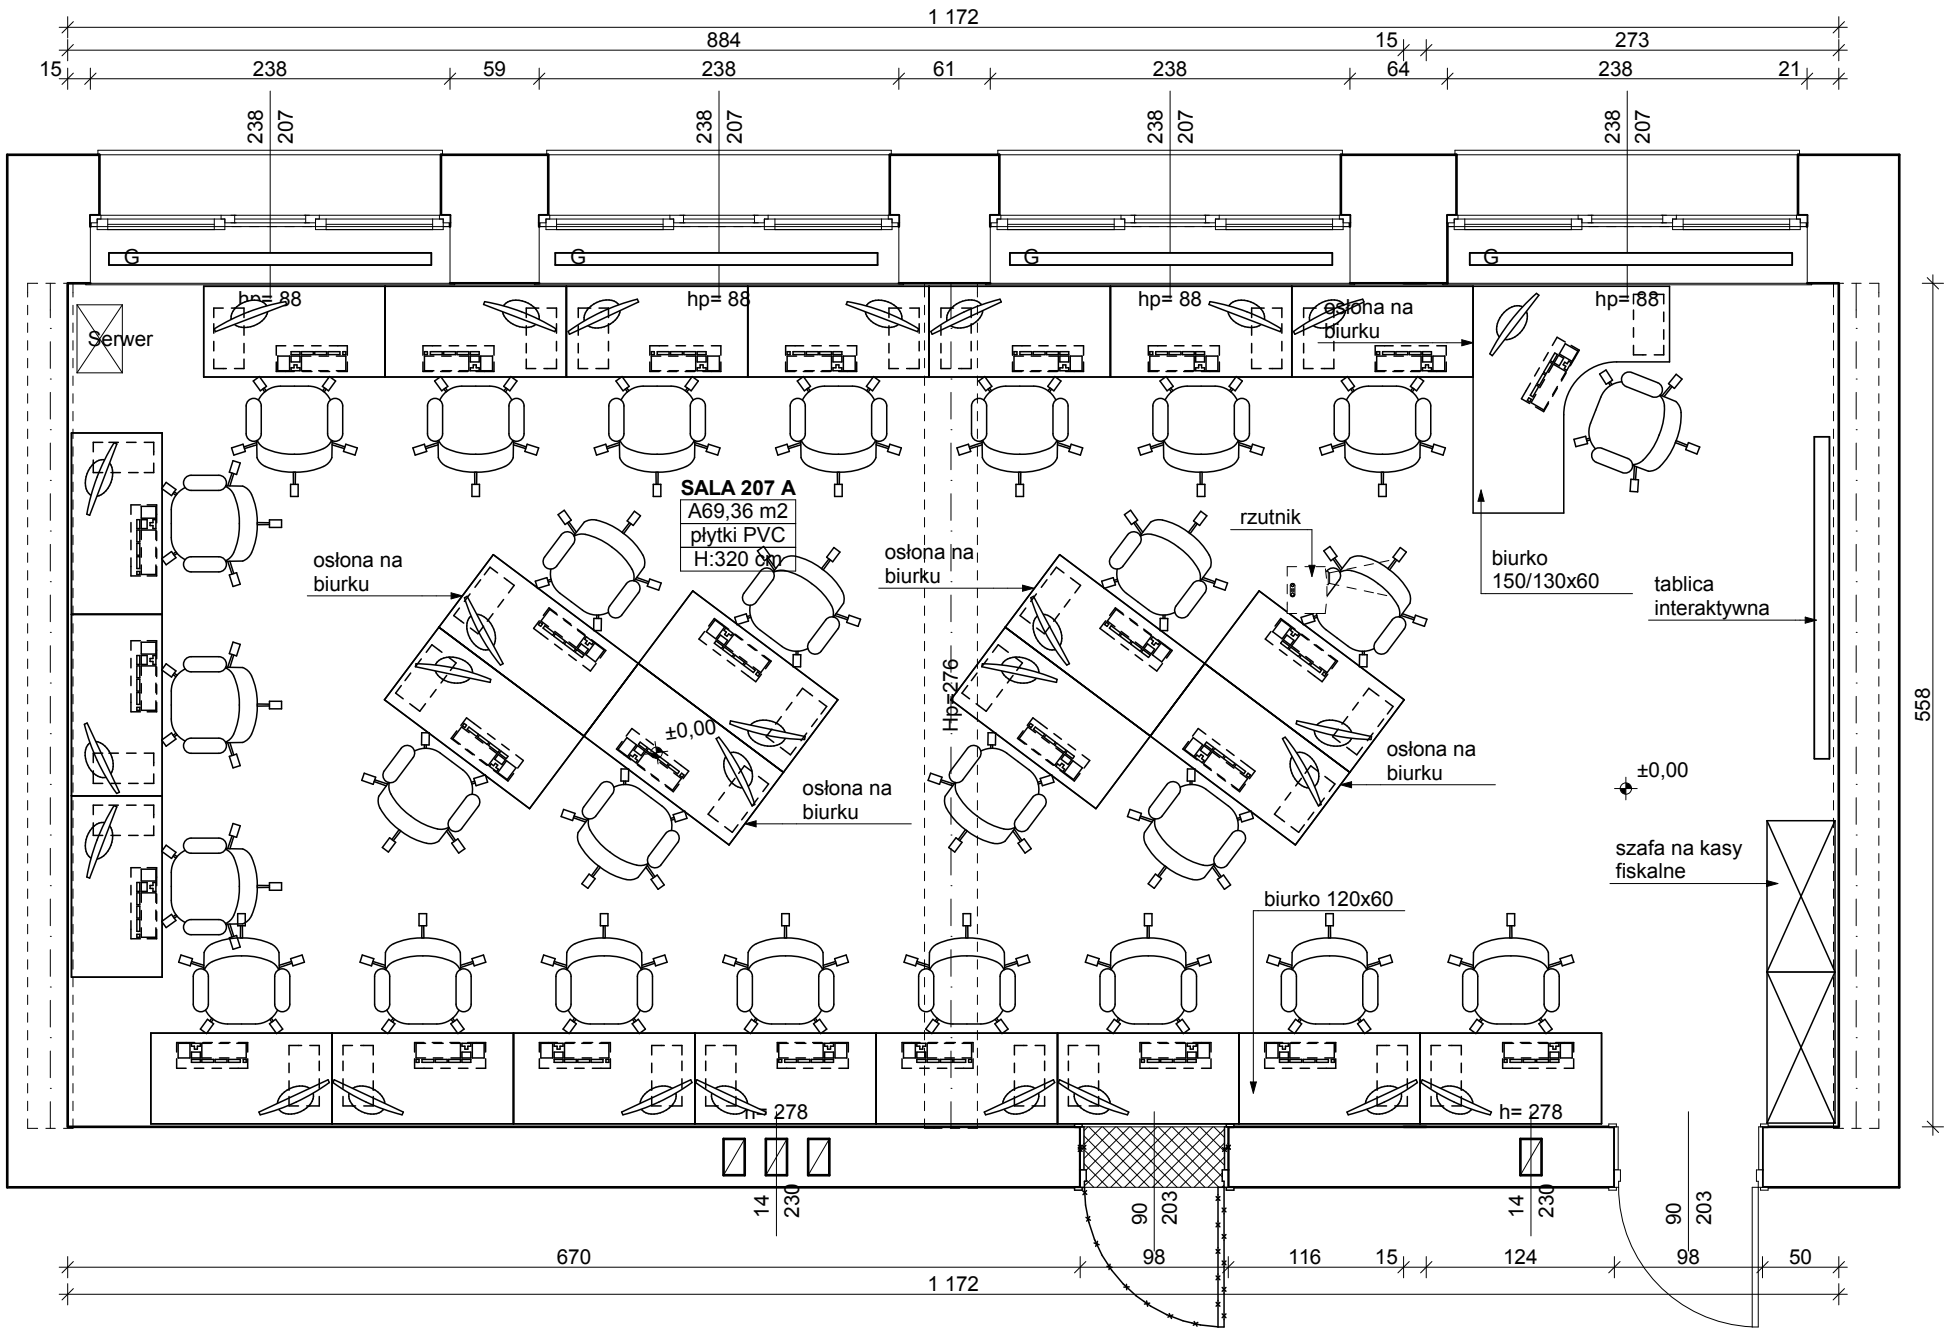 1 172
884 15 273
15 238 59 238 61 238 64 238 21
238 207 238 207 238 207 238 207
G G G G
hp= 88 hp= 88 hp= 88 hp= 88
osłona na
biurku
Serwer
SALA 207 A
A69,36 m2
płytki PVC
H:320 cm
rzutnik
osłona na
biurku
osłona na
biurku
biurko
150/130x60
tablica
interaktywna
Hp=276
558
±0,00
osłona na
biurku
±0,00
osłona na
biurku
szafa na kasy
fiskalne
biurko 120x60
h= 278 h= 278
14 230 90 203 14 230 90 203
670 98 116 15 124 98 50
1 172